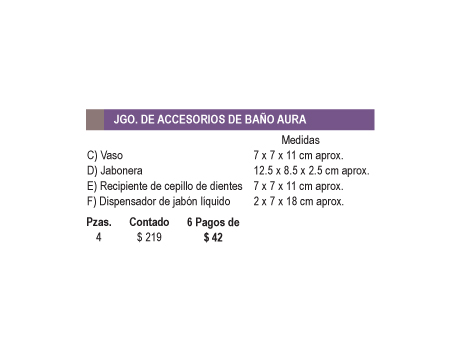 JGO. DE ACCESORIOS DE BAÑO AURA
Medidas
C) Vaso 7 x 7 x 11 cm aprox.
D) Jabonera 12.5 x 8.5 x 2.5 cm aprox.
E) Recipiente de cepillo de dientes 7 x 7 x 11 cm aprox.
F) Dispensador de jabón líquido 2 x 7 x 18 cm aprox.
Pzas. Contado 6 Pagos de
4 $ 219 $ 42